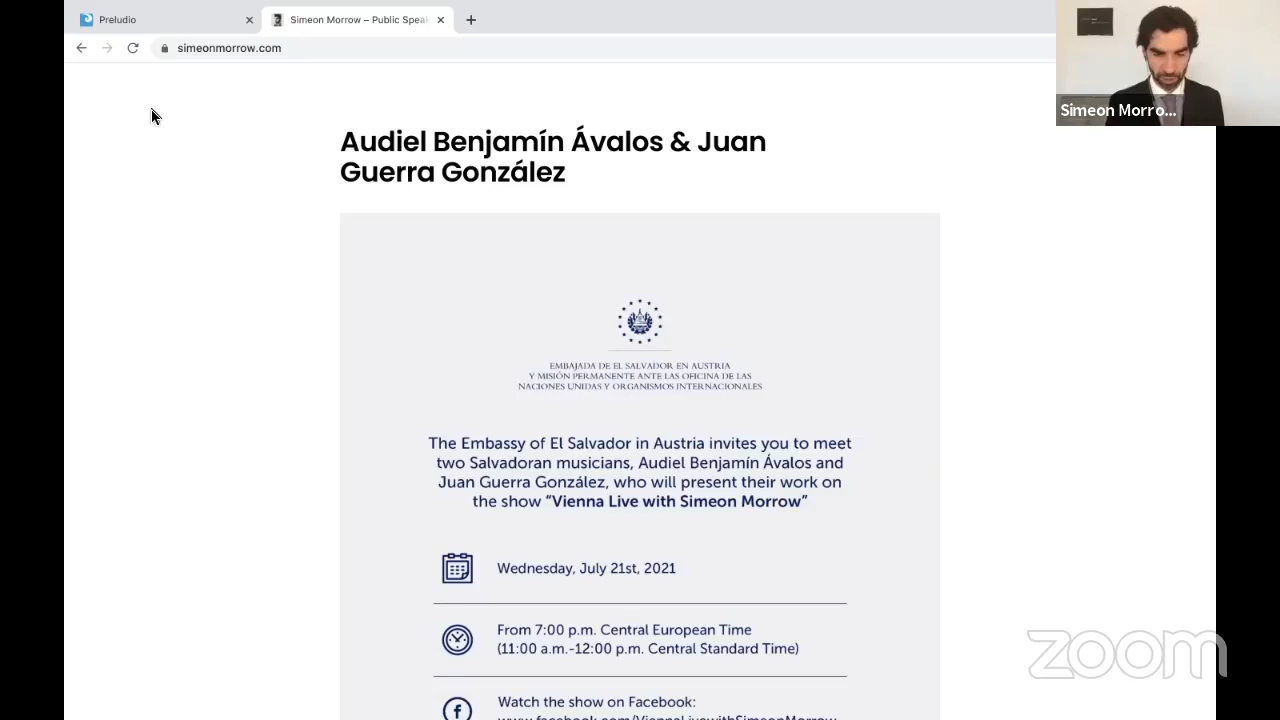 Preludio
Simeon Morrow – Public Speak
simeonmorrow.com
Simeon Morro...
Audiel Benjamín Ávalos & Juan
Guerra González
EMBAJADA DE EL SALVADOR EN AUSTRIA
Y MISIÓN PERMANENTE ANTE LAS OFICINA DE LAS
NACIONES UNIDAS Y ORGANISMOS INTERNACIONALES
The Embassy of El Salvador in Austria invites you to meet
two Salvadoran musicians, Audiel Benjamín Ávalos and
Juan Guerra González, who will present their work on
the show “Vienna Live with Simeon Morrow”
Wednesday, July 21st, 2021
From 7:00 p.m. Central European Time
(11:00 a.m.-12:00 p.m. Central Standard Time)
Watch the show on Facebook:
www.facebook.com/ViennaLivewithSimeonMorrow
zoom